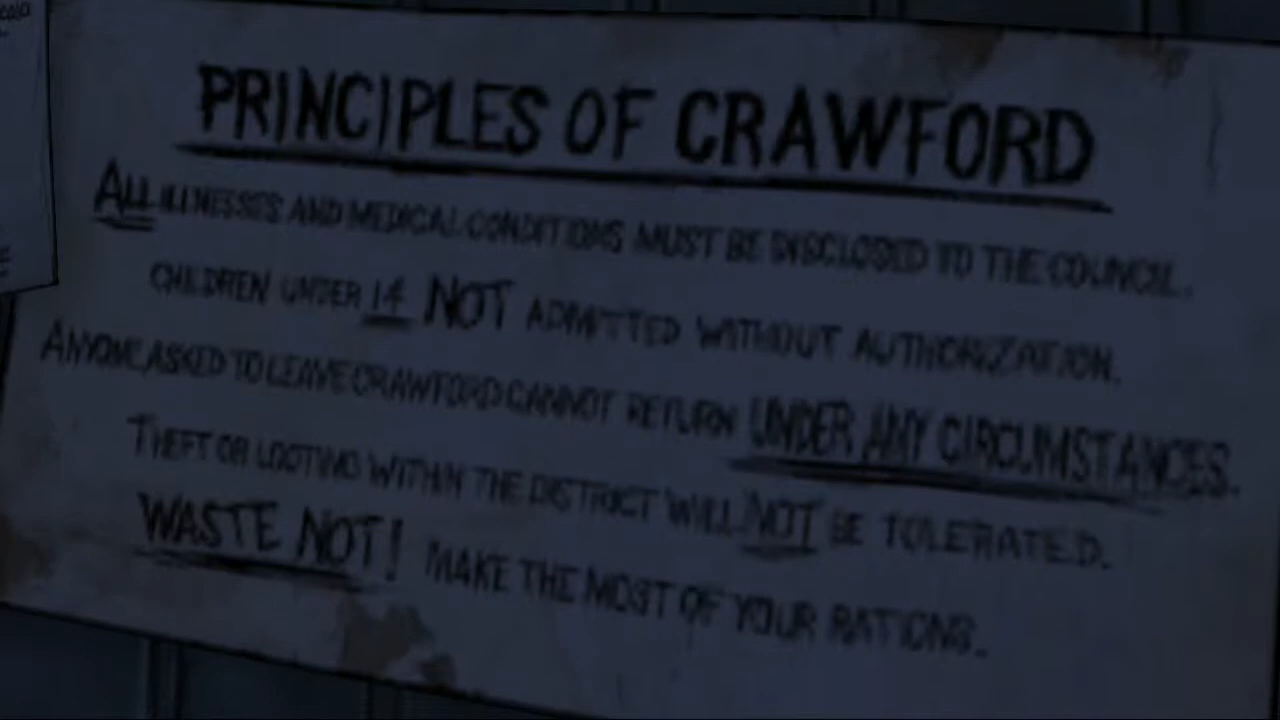 PRINCIPLES OF CRAWFORD
ALL ILLNESSES AND MEDICAL CONDITIONS MUST BE DISCLOSED TO THE COUNCIL.
CHILDREN UNDER 14 NOT ADMITTED WITHOUT AUTHORIZATION.
ANYONE ASKED TO LEAVE CRAWFORD CANNOT RETURN UNDER ANY CIRCUMSTANCES.
THEFT OR LOOTING WITHIN THE DISTRICT WILL NOT BE TOLERATED.
WASTE NOT! MAKE THE MOST OF YOUR RATIONS.